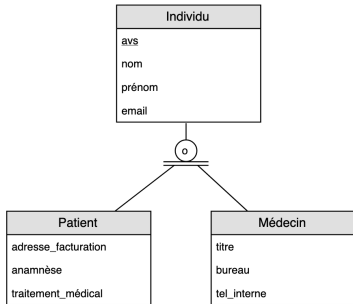 Individu
avs
nom
prénom
email
o
Patient
adresse_facturation
anamnèse
traitement_médical
Médecin
titre
bureau
tel_interne